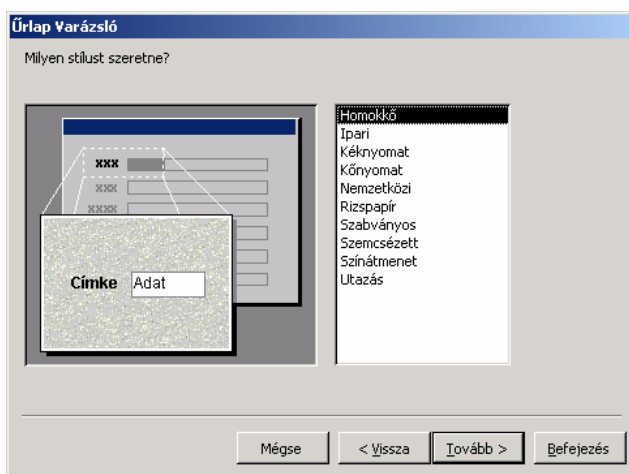 Űrlap Varázsló
Milyen stílust szeretne?
xxx
xxx
xxxx
Címke Adat
Homokkő
Ipari
Kéknyomat
Kőnyomat
Nemzetközi
Rizspapír
Szabványos
Szemcsézett
Színátmenet
Utazás
Mégse
< Vissza
Tovább >
Befejezés